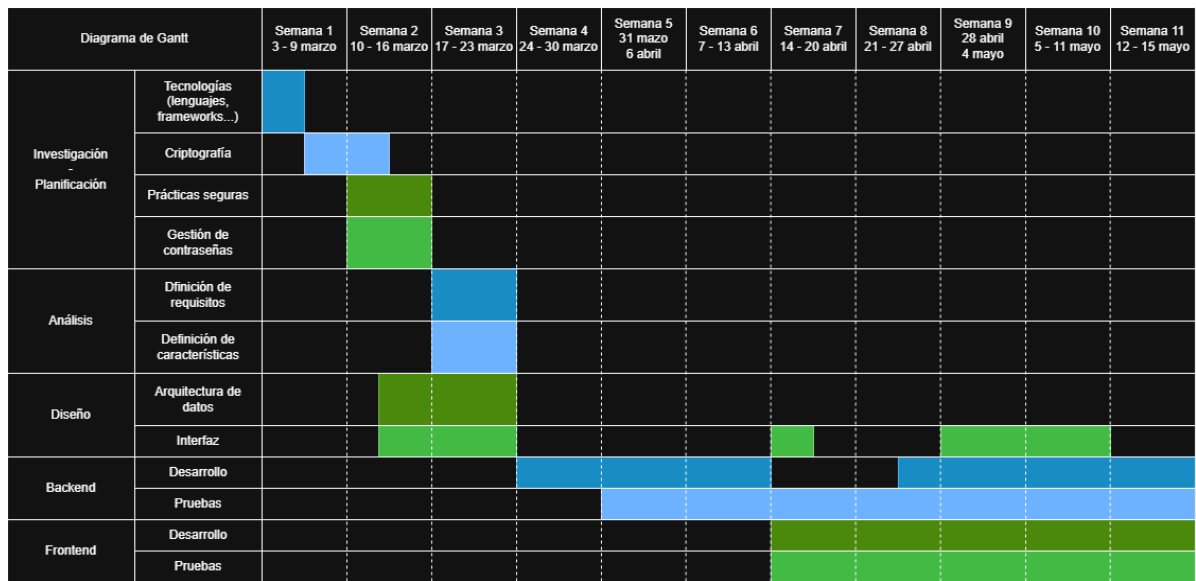 Diagrama de Gantt
Semana 1
3 - 9 marzo
Semana 2
10 - 16 marzo
Semana 3
17 - 23 marzo
Semana 4
24 - 30 marzo
Semana 5
31 mazo
6 abril
Semana 6
7 - 13 abril
Semana 7
14 - 20 abril
Semana 8
21 - 27 abril
Semana 9
28 abril
4 mayo
Semana 10
5 - 11 mayo
Semana 11
12 - 15 mayo
Investigación
-
Planificación
Tecnologías
(lenguajes,
frameworks...)
Criptografía
Prácticas seguras
Gestión de
contraseñas
Análisis
Dfinición de
requisitos
Definición de
características
Diseño
Arquitectura de
datos
Interfaz
Backend
Desarrollo
Pruebas
Frontend
Desarrollo
Pruebas